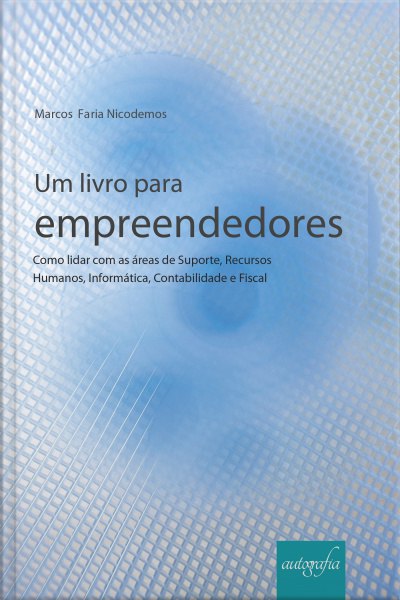 Marcos Faria Nicodemos
Um livro para
empreendedores
Como lidar com as áreas de Suporte, Recursos
Humanos, Informática, Contabilidade e Fiscal
autografia